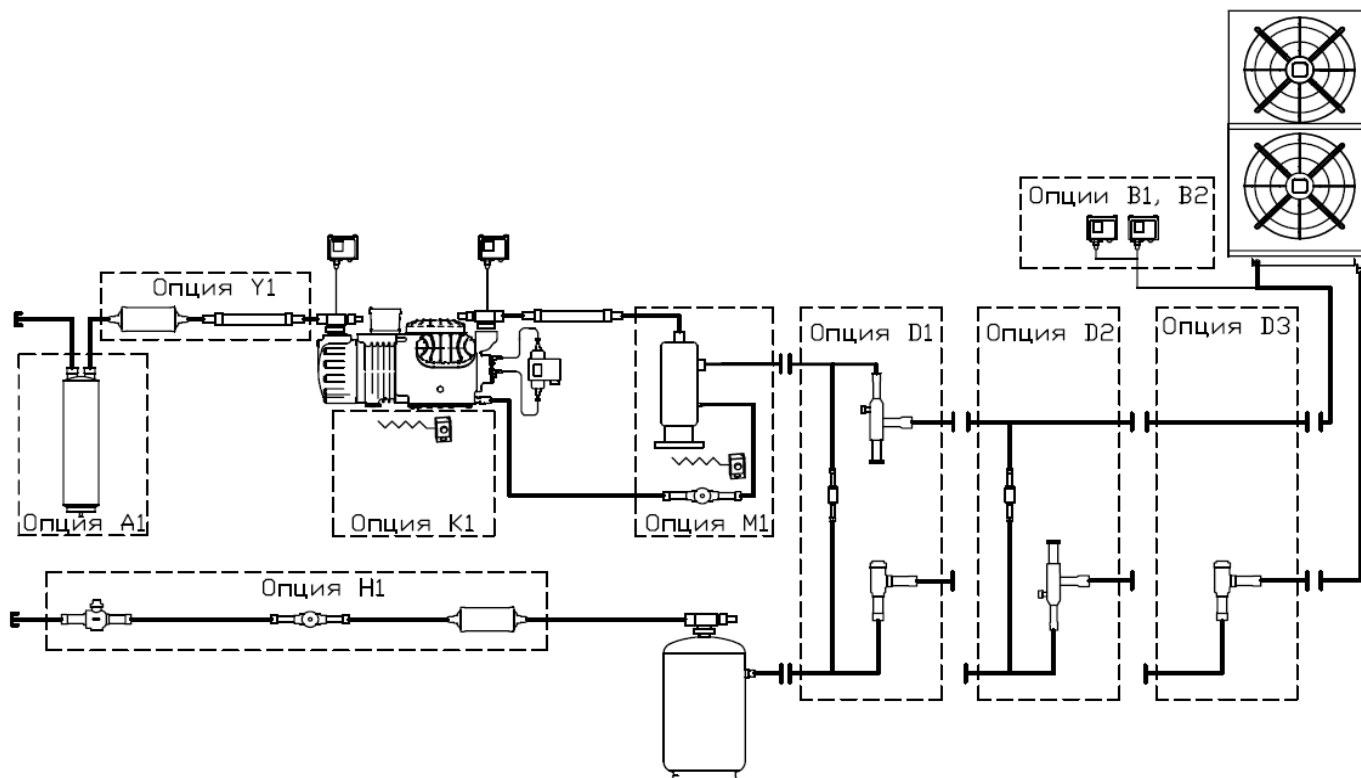 Опции B1, B2
Опция Y1
Опция D1
Опция D2
Опция D3
Опция A1
Опция K1
Опция M1
Опция H1